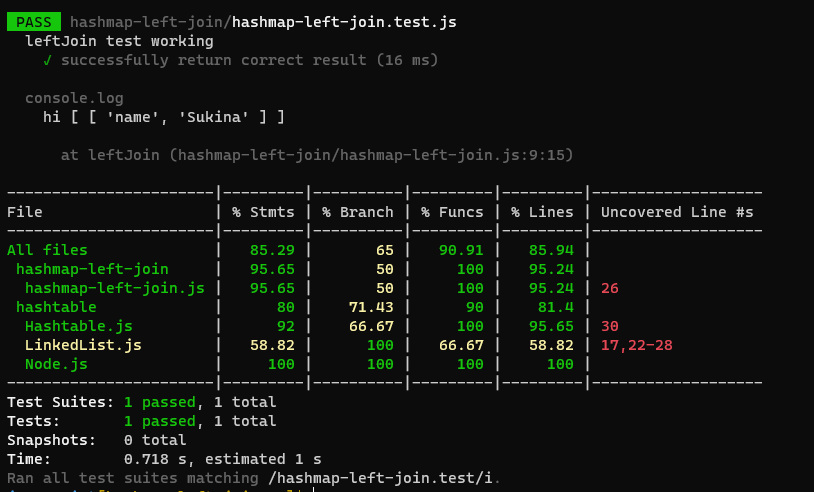 PASS hashmap-left-join/hashmap-left-join.test.js
leftJoin test working
✓ successfully return correct result (16 ms)
console.log
hi [ [ 'name', 'Sukina' ] ]
at leftJoin (hashmap-left-join/hashmap-left-join.js:9:15)
-----------------------|---------|----------|---------|---------|-------------------
File | % Stmts | % Branch | % Funcs | % Lines | Uncovered Line #s
-----------------------|---------|----------|---------|---------|-------------------
All files | 85.29 | 65 | 90.91 | 85.94 |
hashmap-left-join | 95.65 | 50 | 100 | 95.24 |
hashmap-left-join.js | 95.65 | 50 | 100 | 95.24 | 26
hashtable | 80 | 71.43 | 90 | 81.4 |
Hashtable.js | 92 | 66.67 | 100 | 95.65 | 30
LinkedList.js | 58.82 | 100 | 66.67 | 58.82 | 17,22-28
Node.js | 100 | 100 | 100 | 100 |
-----------------------|---------|----------|---------|---------|-------------------
Test Suites: 1 passed, 1 total
Tests: 1 passed, 1 total
Snapshots: 0 total
Time: 0.718 s, estimated 1 s
Ran all test suites matching /hashmap-left-join.test/i.